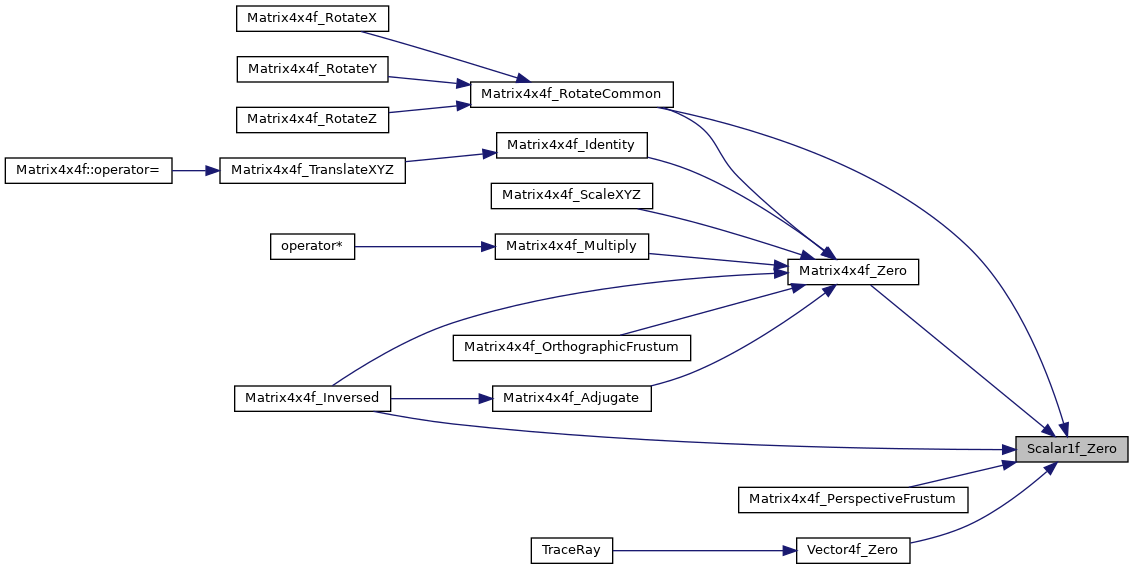 Matrix4x4f_RotateX
Matrix4x4f_RotateY
Matrix4x4f_RotateCommon
Matrix4x4f_RotateZ
Matrix4x4f_Identity
Matrix4x4f::operator=
Matrix4x4f_TranslateXYZ
Matrix4x4f_ScaleXYZ
operator*
Matrix4x4f_Multiply
Matrix4x4f_Zero
Matrix4x4f_OrthographicFrustum
Matrix4x4f_Inversed
Matrix4x4f_Adjugate
Scalar1f_Zero
Matrix4x4f_PerspectiveFrustum
TraceRay
Vector4f_Zero